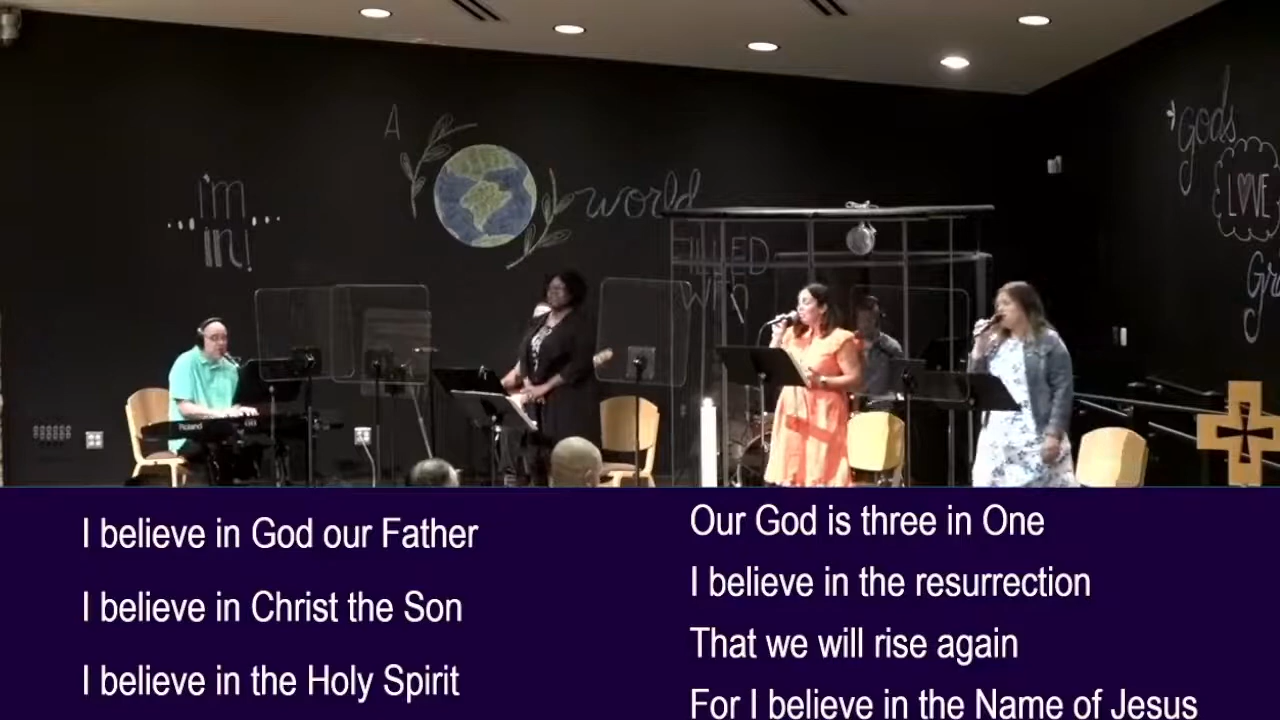 A
world
I'm
in!
FILLED
WITH
gods
LOVE
Roland
I believe in God our Father
I believe in Christ the Son
I believe in the Holy Spirit
Our God is three in One
I believe in the resurrection
That we will rise again
For I believe in the Name of Jesus